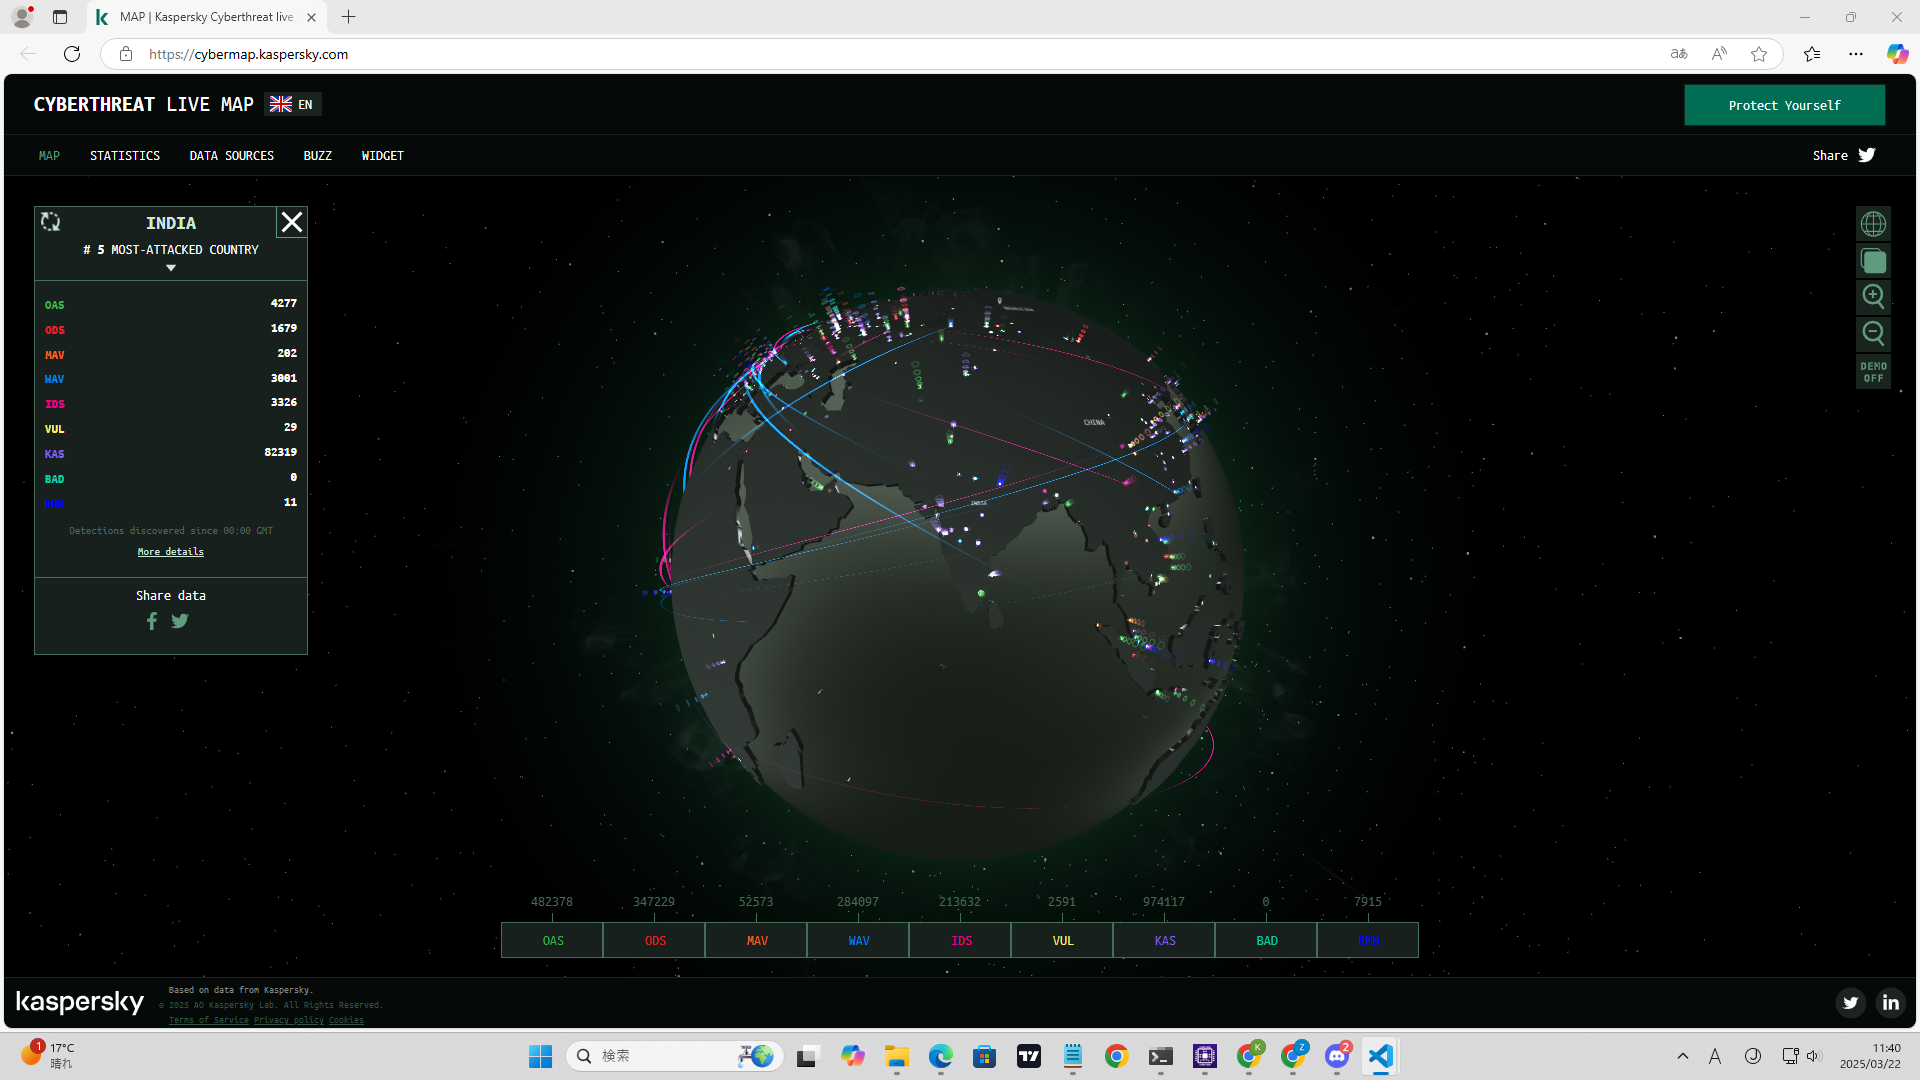 MAP | Kaspersky Cyberthreat live
https://cybermap.kaspersky.com
CYBERTHREAT LIVE MAP EN
Protect Yourself
MAP STATISTICS DATA SOURCES BUZZ WIDGET
Share
INDIA
# 5 MOST-ATTACKED COUNTRY
OAS 4277
ODS 1679
MAV 202
WAV 3001
IDS 3326
VUL 29
KAS 82319
BAD 0
RMW 11
Detections discovered since 00:00 GMT
More details
Share data
DEMO
OFF
CHINA
INDIA
482378 347229 52573 284097 213632 2591 974117 0 7915
OAS ODS MAV WAV IDS VUL KAS BAD RMW
kaspersky
Based on data from Kaspersky.
© 2025 AO Kaspersky Lab. All Rights Reserved.
Terms of Service Privacy policy Cookies
1
17°C
晴れ
検索
K
Z
2
A
11:40
2025/03/22